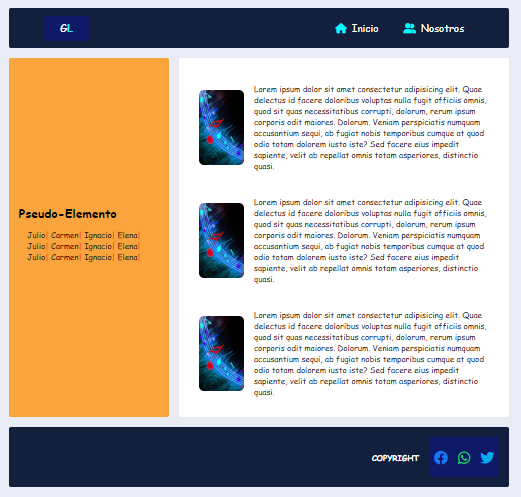 GL
Inicio
Nosotros
Pseudo-Elemento
Julio| Carmen| Ignacio| Elena|
Julio| Carmen| Ignacio| Elena|
Julio| Carmen| Ignacio| Elena|
Lorem ipsum dolor sit amet consectetur adipisicing elit. Quae
delectus id facere doloribus voluptas nulla fugit officiis omnis,
quod sit quas necessitatibus corrupti, dolorum, rerum ipsum
corporis odit maiores. Dolorum. Veniam perspiciatis numquam
accusantium sequi, ab fugiat nobis temporibus cumque at quod
odio totam dolorem iusto iste? Sed facere eius impedit
sapiente, velit ab repellat omnis totam asperiores, distinctio
quas.
Lorem ipsum dolor sit amet consectetur adipisicing elit. Quae
delectus id facere doloribus voluptas nulla fugit officiis omnis,
quod sit quas necessitatibus corrupti, dolorum, rerum ipsum
corporis odit maiores. Dolorum. Veniam perspiciatis numquam
accusantium sequi, ab fugiat nobis temporibus cumque at quod
odio totam dolorem iusto iste? Sed facere eius impedit
sapiente, velit ab repellat omnis totam asperiores, distinctio
quas.
Lorem ipsum dolor sit amet consectetur adipisicing elit. Quae
delectus id facere doloribus voluptas nulla fugit officiis omnis,
quod sit quas necessitatibus corrupti, dolorum, rerum ipsum
corporis odit maiores. Dolorum. Veniam perspiciatis numquam
accusantium sequi, ab fugiat nobis temporibus cumque at quod
odio totam dolorem iusto iste? Sed facere eius impedit
sapiente, velit ab repellat omnis totam asperiores, distinctio
quas.
COPYRIGHT